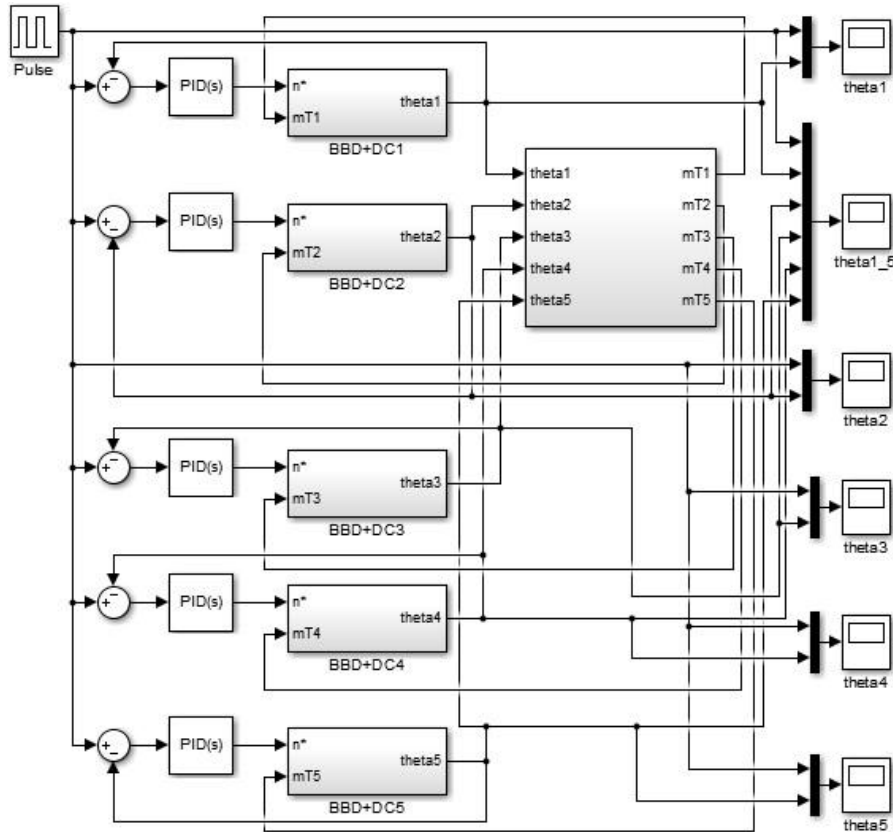 Pulse
+ −
PID(s)
n*
mT1
theta1
BBD+DC1
+ −
PID(s)
n*
mT2
theta2
BBD+DC2
theta1
theta2
theta3
theta4
theta5
mT1
mT2
mT3
mT4
mT5
+ −
PID(s)
n*
mT3
theta3
BBD+DC3
+ −
PID(s)
n*
mT4
theta4
BBD+DC4
+ −
PID(s)
n*
mT5
theta5
BBD+DC5
theta1
theta1_5
theta2
theta3
theta4
theta5